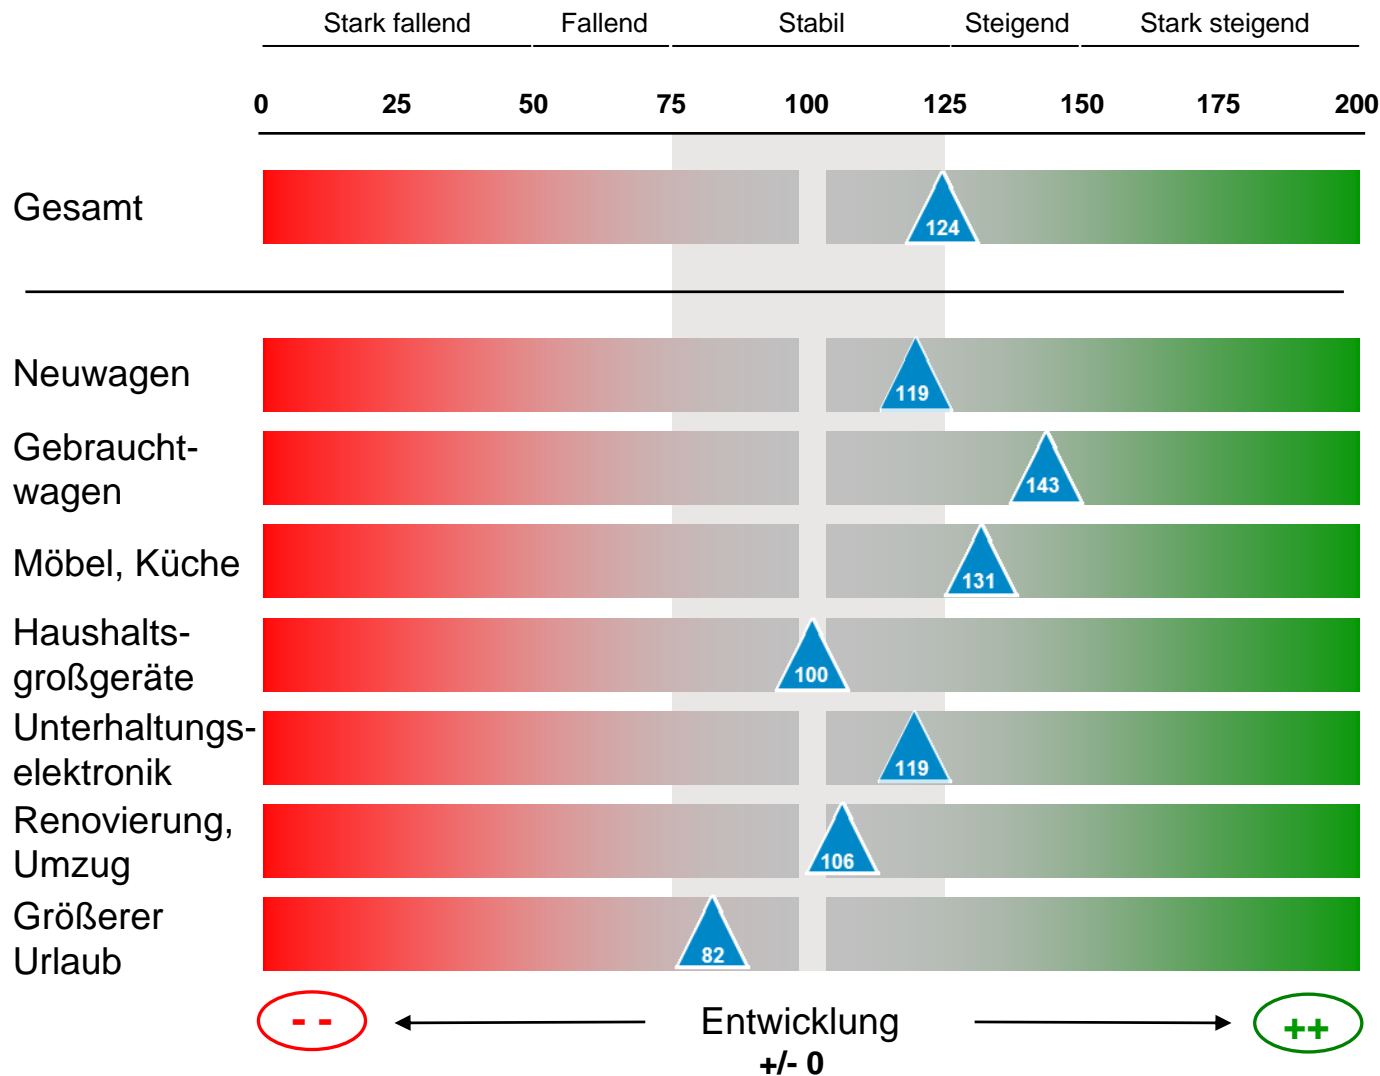 Stark fallend Fallend Stabil Steigend Stark steigend
0 25 50 75 100 125 150 175 200
Gesamt
124
Neuwagen
119
Gebraucht-
wagen
143
Möbel, Küche
131
Haushalts-
großgeräte
100
Unterhaltungs-
elektronik
119
Renovierung,
Umzug
106
Größerer
Urlaub
82
- - Entwicklung ++
+/- 0